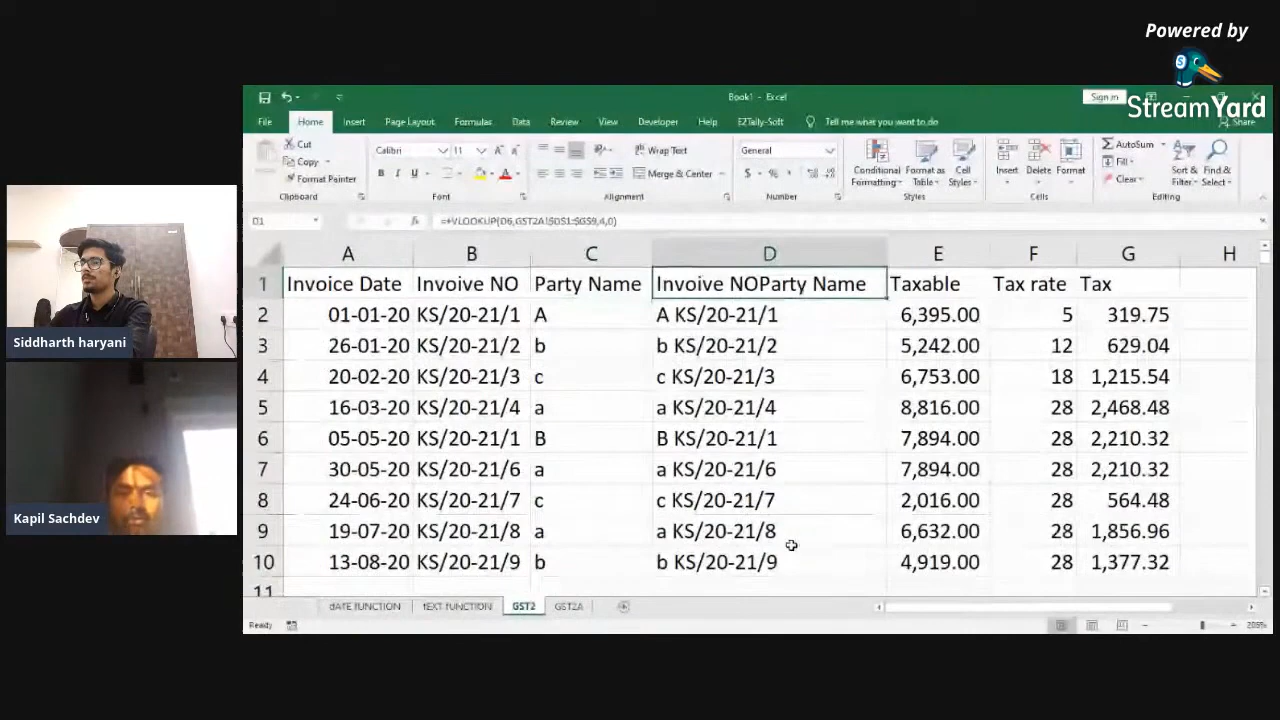 Powered by
StreamYard
Book1 - Excel
Sign in
File Home Insert Page Layout Formulas Data Review View Developer Help EZTally-Soft Tell me what you want to do Share
Cut
Copy
Format Painter
Clipboard
Calibri 11
B I U
Font
Wrap Text
Merge & Center
Alignment
General
$ % ,
Number
Conditional Formatting
Format as Table
Cell Styles
Styles
Insert Delete Format
Cells
AutoSum
Fill
Clear
Sort & Filter
Find & Select
Editing
D1 fx
A B C D E F G H
1 Invoice Date Invoive NO Party Name Invoive NOParty Name Taxable Tax rate Tax
2 01-01-20 KS/20-21/1 A A KS/20-21/1 6,395.00 5 319.75
3 26-01-20 KS/20-21/2 b b KS/20-21/2 5,242.00 12 629.04
4 20-02-20 KS/20-21/3 c c KS/20-21/3 6,753.00 18 1,215.54
5 16-03-20 KS/20-21/4 a a KS/20-21/4 8,816.00 28 2,468.48
6 05-05-20 KS/20-21/1 B B KS/20-21/1 7,894.00 28 2,210.32
7 30-05-20 KS/20-21/6 a a KS/20-21/6 7,894.00 28 2,210.32
8 24-06-20 KS/20-21/7 c c KS/20-21/7 2,016.00 28 564.48
9 19-07-20 KS/20-21/8 a a KS/20-21/8 6,632.00 28 1,856.96
10 13-08-20 KS/20-21/9 b b KS/20-21/9 4,919.00 28 1,377.32
11
dATE FUNCTION tEXT FUNCTION GST2 GST2A
Ready
Siddharth haryani
Kapil Sachdev